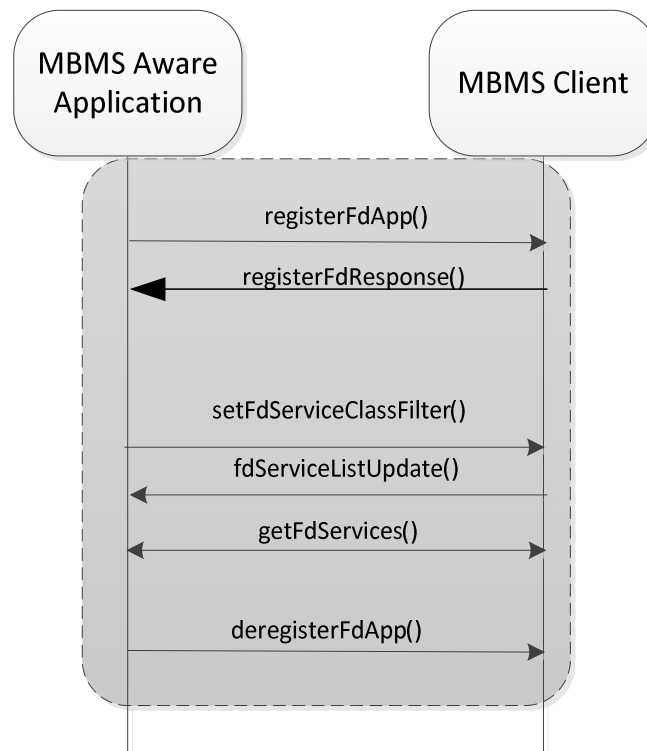 MBMS Aware
Application
MBMS Client
registerFdApp()
registerFdResponse()
setFdServiceClassFilter()
fdServiceListUpdate()
getFdServices()
deregisterFdApp()